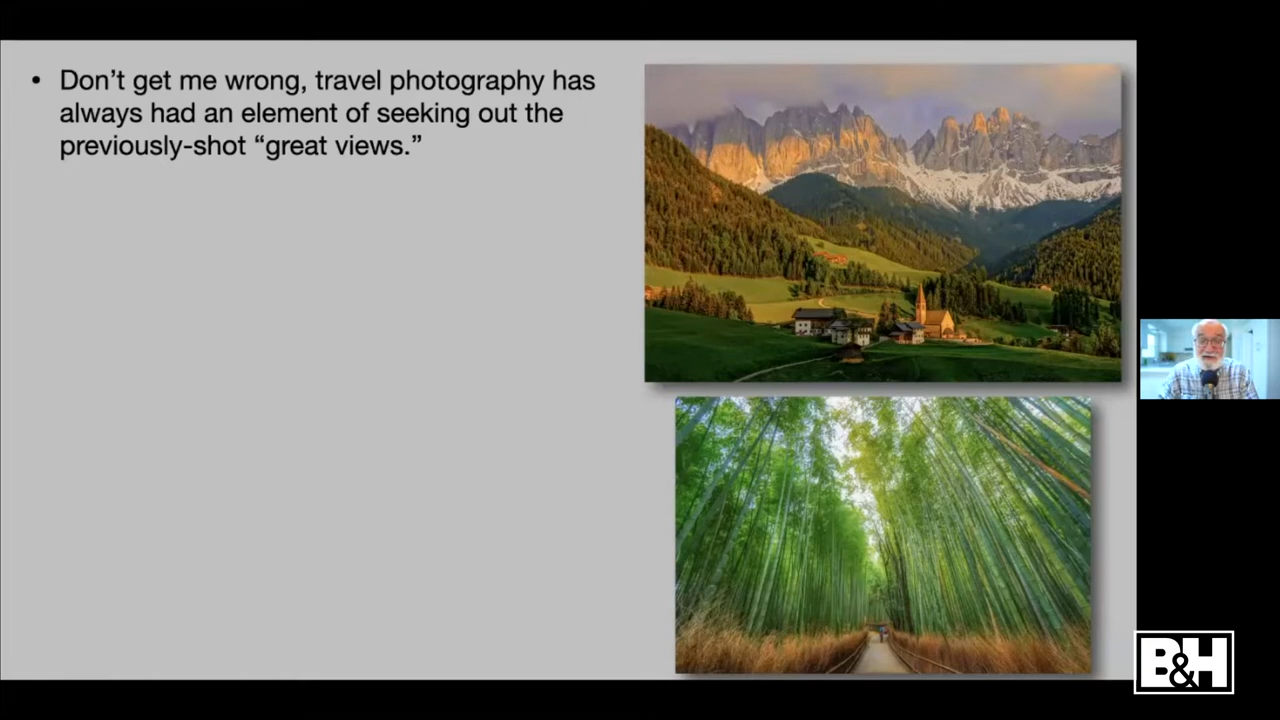 • Don’t get me wrong, travel photography has
always had an element of seeking out the
previously-shot “great views.”
B&H